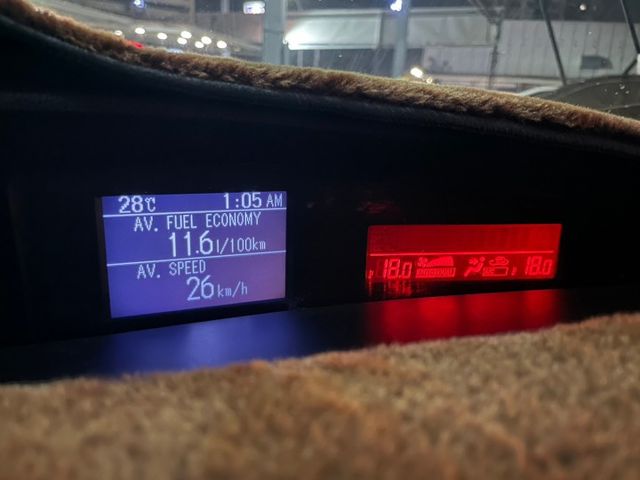 28℃ 1:05 AM
AV. FUEL ECONOMY
11.6 l/100km
AV. SPEED
26 km/h
18.0 18.0